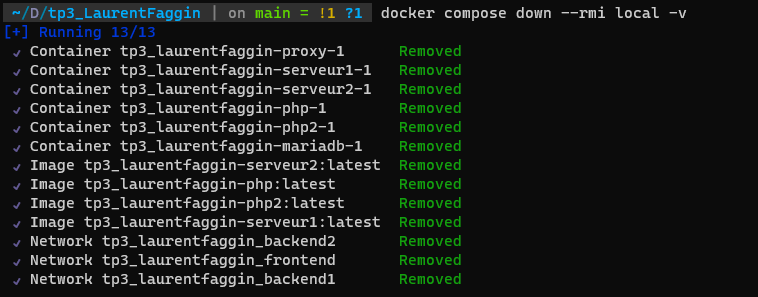 ~/D/tp3_LaurentFaggin | on main = !1 ?1 docker compose down --rmi local -v
[+] Running 13/13
✓ Container tp3_laurentfaggin-proxy-1 Removed
✓ Container tp3_laurentfaggin-serveur1-1 Removed
✓ Container tp3_laurentfaggin-serveur2-1 Removed
✓ Container tp3_laurentfaggin-php-1 Removed
✓ Container tp3_laurentfaggin-php2-1 Removed
✓ Container tp3_laurentfaggin-mariadb-1 Removed
✓ Image tp3_laurentfaggin-serveur2:latest Removed
✓ Image tp3_laurentfaggin-php:latest Removed
✓ Image tp3_laurentfaggin-php2:latest Removed
✓ Image tp3_laurentfaggin-serveur1:latest Removed
✓ Network tp3_laurentfaggin_backend2 Removed
✓ Network tp3_laurentfaggin_frontend Removed
✓ Network tp3_laurentfaggin_backend1 Removed